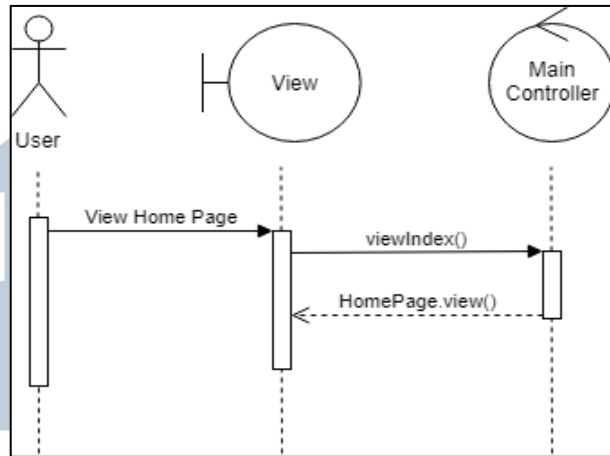 View
Main
Controller
User
View Home Page
viewIndex()
HomePage.view()